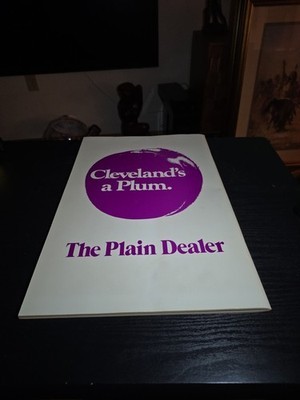 Cleveland's
a Plum.
The Plain Dealer